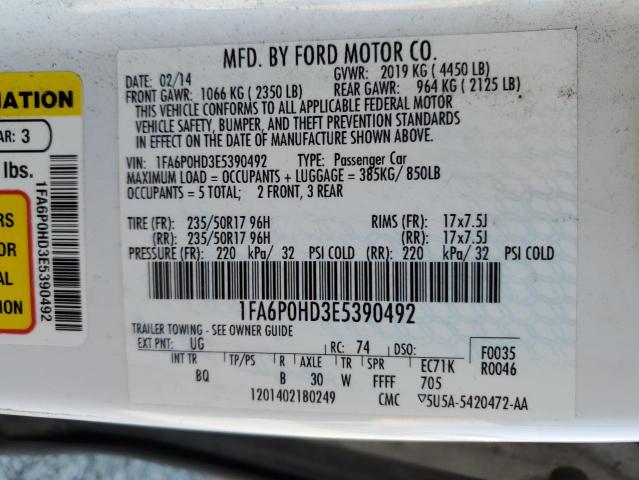 MFD. BY FORD MOTOR CO.
DATE: 02/14 GVWR: 2019 KG ( 4450 LB)
FRONT GAWR: 1066 KG ( 2350 LB) REAR GAWR: 964 KG ( 2125 LB)
THIS VEHICLE CONFORMS TO ALL APPLICABLE FEDERAL MOTOR
VEHICLE SAFETY, BUMPER, AND THEFT PREVENTION STANDARDS
IN EFFECT ON THE DATE OF MANUFACTURE SHOWN ABOVE.
VIN: 1FA6P0HD3E5390492 TYPE: Passenger Car
MAXIMUM LOAD = OCCUPANTS + LUGGAGE = 385KG/ 850LB
OCCUPANTS = 5 TOTAL; 2 FRONT, 3 REAR
TIRE (FR): 235/50R17 96H RIMS (FR): 17x7.5J
(RR): 235/50R17 96H (RR): 17x7.5J
PRESSURE (FR): 220 kPa/ 32 PSI COLD (RR): 220 kPa/ 32 PSI COLD
1FA6P0HD3E5390492
TRAILER TOWING - SEE OWNER GUIDE
EXT PNT: UG RC: 74 DSO: F0035
R0046
INT TR TP/PS R AXLE TR SPR EC71K
BQ B 30 W FFFF 705
1201402180249 CMC ▽5U5A-5420472-AA
MATION
AR: 3
lbs.
RS
OR
AL
ION
1FA6P0HD3E5390492